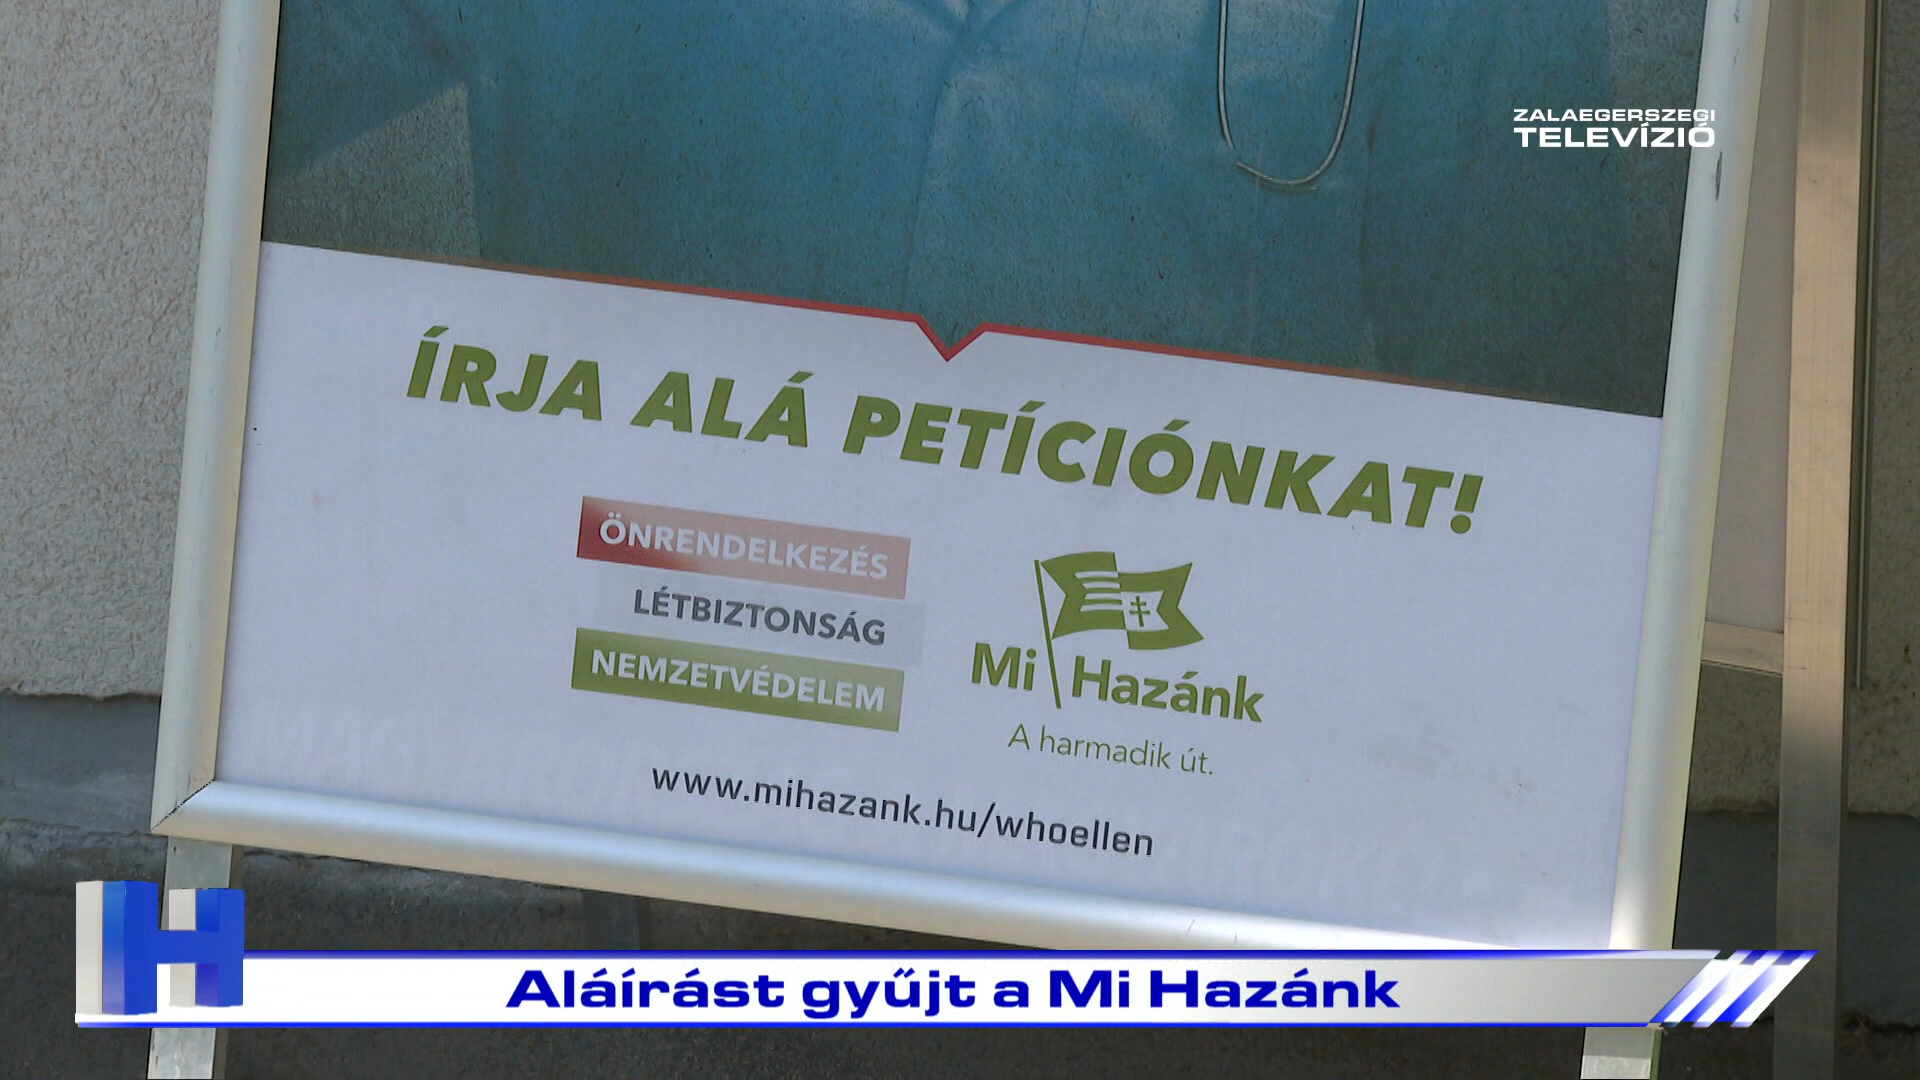 ZALAEGERSZEGI
TELEVÍZIÓ
ÍRJA ALÁ PETÍCIÓNKAT!
ÖNRENDELKEZÉS
LÉTBIZTONSÁG
NEMZETVÉDELEM
Mi Hazánk
A harmadik út.
www.mihazank.hu/whoellen
H
Aláírást gyűjt a Mi Hazánk